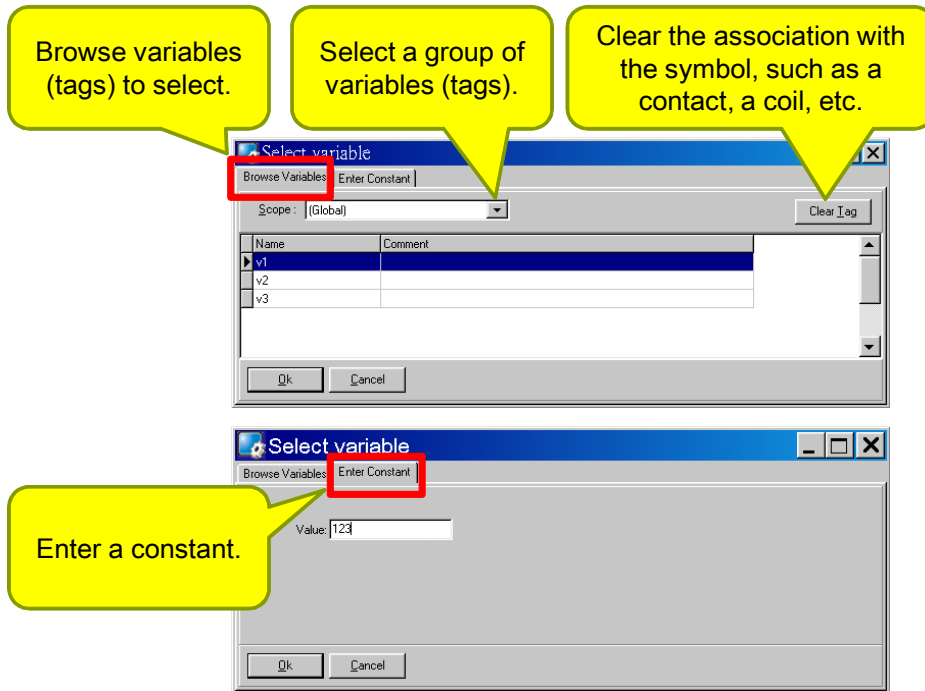 Browse variables
(tags) to select.
Select a group of
variables (tags).
Clear the association with
the symbol, such as a
contact, a coil, etc.
Select variable
Browse Variables Enter Constant
Scope: (Global) Clear Tag
Name Comment
v1
v2
v3
Ok Cancel
Select variable
Browse Variables Enter Constant
Enter a constant.
Value: 123
Ok Cancel